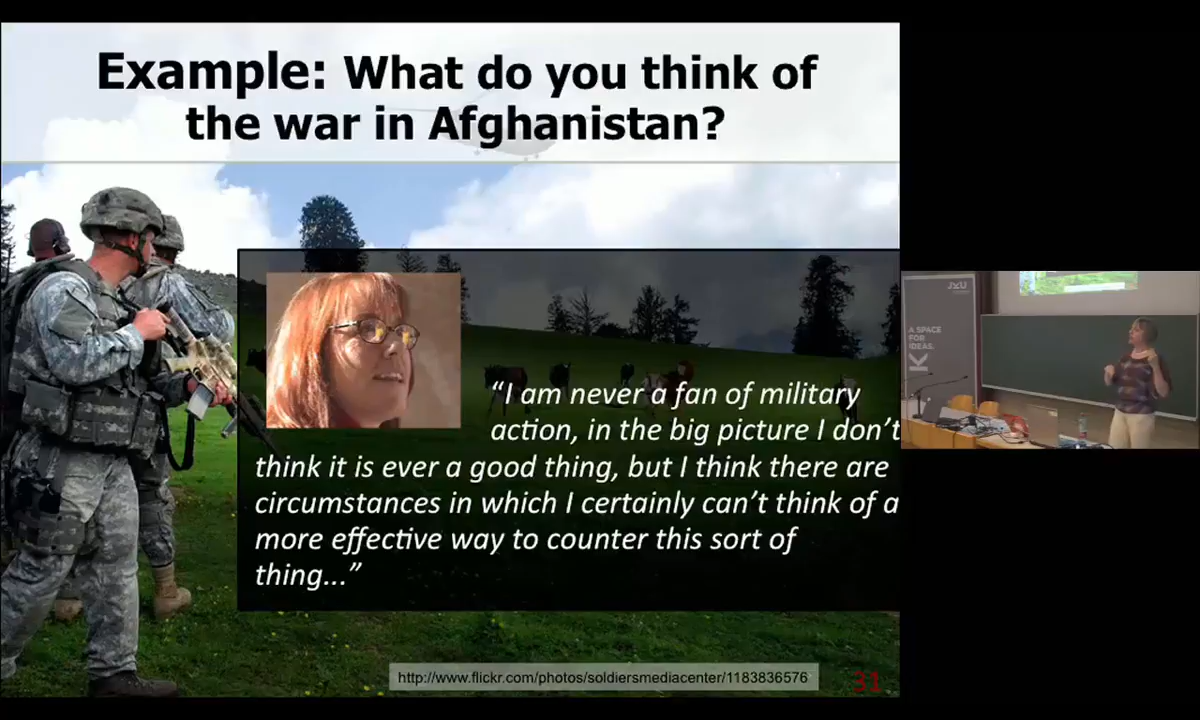 Example: What do you think of
the war in Afghanistan?
“I am never a fan of military
action, in the big picture I don’t
think it is ever a good thing, but I think there are
circumstances in which I certainly can’t think of a
more effective way to counter this sort of
thing...”
http://www.flickr.com/photos/soldiersmediacenter/1183836576
31
JKU
A SPACE
FOR
IDEAS.